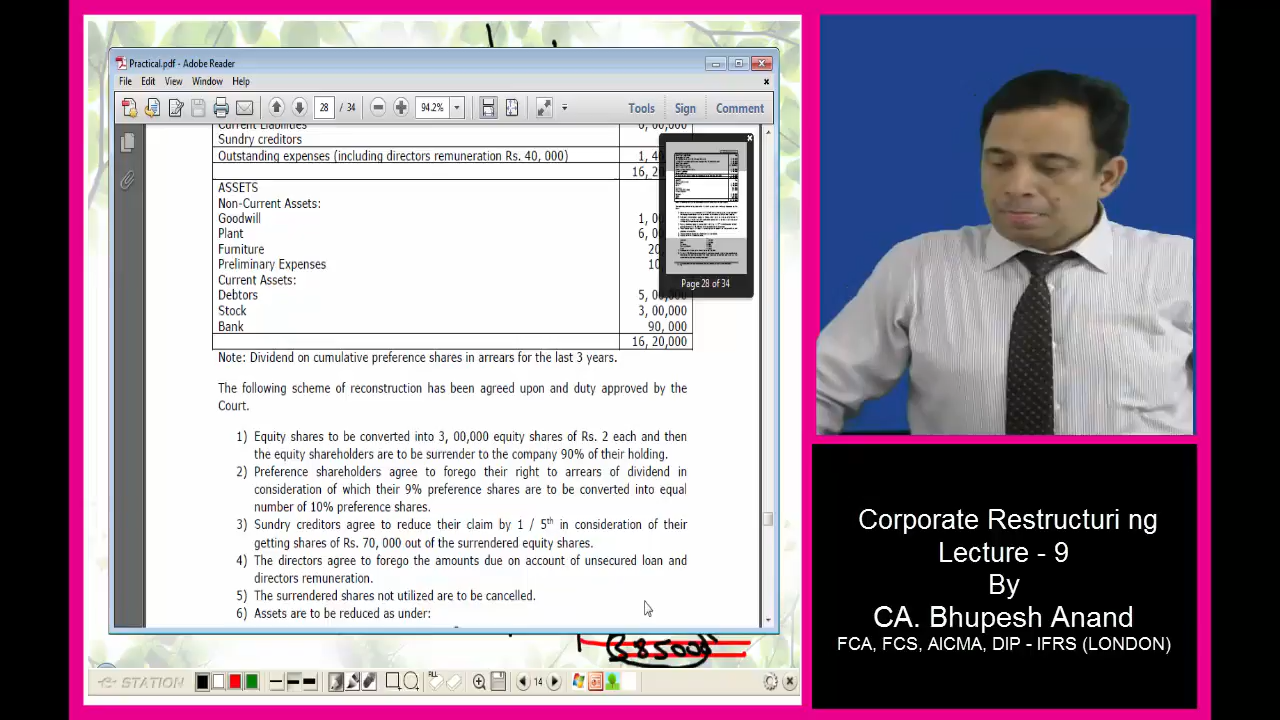 Practical.pdf - Adobe Reader
File Edit View Window Help
28 / 34 94.2% Tools Sign Comment
Current Liabilities
Sundry creditors
Outstanding expenses (including directors remuneration Rs. 40, 000)
ASSETS
Non-Current Assets:
Goodwill
Plant
Furniture
Preliminary Expenses
Current Assets:
Debtors
Stock 3, 00,000
Bank 90, 000
16, 20,000
Page 28 of 34
Note: Dividend on cumulative preference shares in arrears for the last 3 years.
The following scheme of reconstruction has been agreed upon and duty approved by the
Court.
1) Equity shares to be converted into 3, 00,000 equity shares of Rs. 2 each and then
the equity shareholders are to be surrender to the company 90% of their holding.
2) Preference shareholders agree to forego their right to arrears of dividend in
consideration of which their 9% preference shares are to be converted into equal
number of 10% preference shares.
3) Sundry creditors agree to reduce their claim by 1 / 5th in consideration of their
getting shares of Rs. 70, 000 out of the surrendered equity shares.
4) The directors agree to forego the amounts due on account of unsecured loan and
directors remuneration.
5) The surrendered shares not utilized are to be cancelled.
6) Assets are to be reduced as under:
e-STATION
14
Corporate Restructuri ng
Lecture - 9
By
CA. Bhupesh Anand
FCA, FCS, AICMA, DIP - IFRS (LONDON)